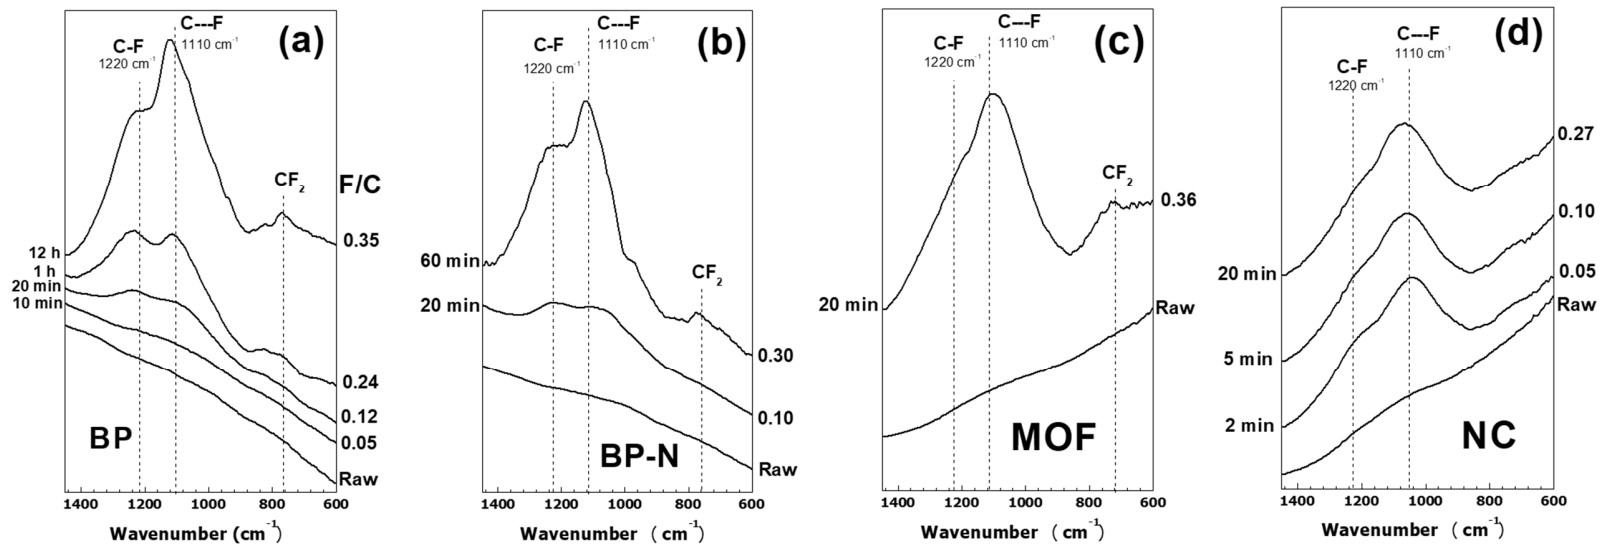 (a)
C---F
1110 cm⁻¹
C-F
1220 cm⁻¹
CF₂
F/C
0.35
12 h
1 h
20 min
10 min
0.24
0.12
0.05
Raw
BP
1400 1200 1000 800 600
Wavenumber (cm⁻¹)
(b)
C---F
1110 cm⁻¹
C-F
1220 cm⁻¹
60 min
20 min
CF₂
0.30
0.10
Raw
BP-N
1400 1200 1000 800 600
Wavenumber (cm⁻¹)
(c)
C---F
1110 cm⁻¹
C-F
1220 cm⁻¹
CF₂
0.36
20 min
Raw
MOF
1400 1200 1000 800 600
Wavenumber (cm⁻¹)
(d)
C---F
1110 cm⁻¹
C-F
1220 cm⁻¹
0.27
0.10
0.05
Raw
20 min
5 min
2 min
NC
1400 1200 1000 800 600
Wavenumber (cm⁻¹)